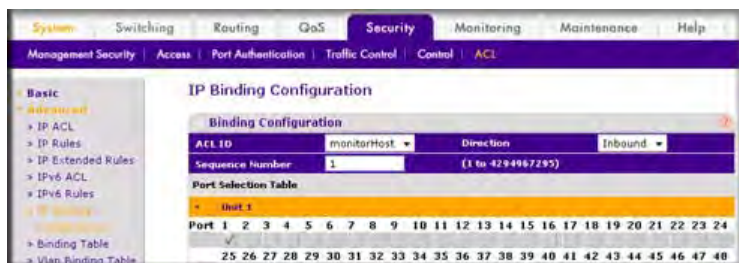 System Switching Routing QoS Security Monitoring Maintenance Help
Management Security Access Port Authentication Traffic Control Control ACL
Basic
Advanced
» IP ACL
» IP Rules
» IP Extended Rules
» IPv6 ACL
» IPv6 Rules
» Binding Table
» Vlan Binding Table
IP Binding Configuration
Binding Configuration
ACL ID monitorHost Direction Inbound
Sequence Number 1 (1 to 4294967295)
Port Selection Table
Unit 1
Port 1 2 3 4 5 6 7 8 9 10 11 12 13 14 15 16 17 18 19 20 21 22 23 24
25 26 27 28 29 30 31 32 33 34 35 36 37 38 39 40 41 42 43 44 45 46 47 48